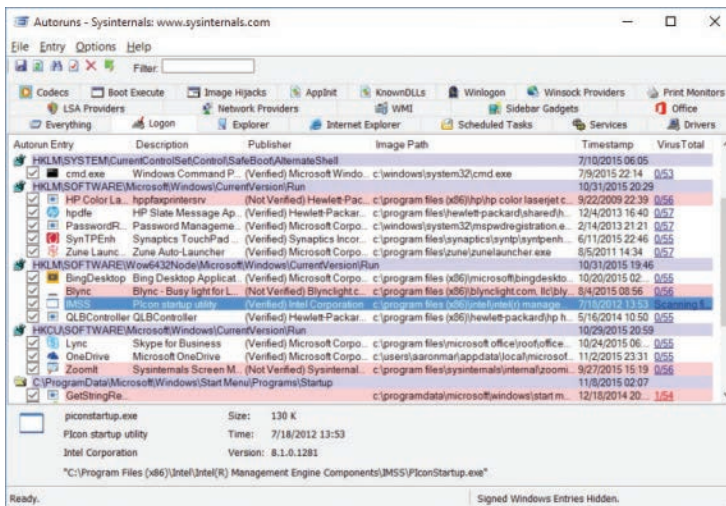 Autoruns - Sysinternals: www.sysinternals.com
File Entry Options Help
Filter:
Codecs Boot Execute Image Hijacks AppInit KnownDLLs Winlogon Winsock Providers Print Monitors
LSA Providers Network Providers WMI Sidebar Gadgets Office
Everything Logon Explorer Internet Explorer Scheduled Tasks Services Drivers
Autorun Entry Description Publisher Image Path Timestamp VirusTotal
HKLM\SYSTEM\CurrentControlSet\Control\SafeBoot\AlternateShell 7/10/2015 06:05
cmd.exe Windows Command P... (Verified) Microsoft Windo... c:\windows\system32\cmd.exe 7/9/2015 22:14 0/53
HKLM\SOFTWARE\Microsoft\Windows\CurrentVersion\Run 10/31/2015 20:29
HP Color La... hppfaxprintersrv (Not Verified) Hewlett-Pac... c:\program files (x86)\hp\hp color laserjet c... 9/22/2009 22:39 0/56
hpdfe HP Slate Message Ap... (Verified) Hewlett-Packar... c:\program files\hewlett-packard\shared\h... 12/4/2013 16:40 0/57
PasswordR... Password Manageme... (Verified) Microsoft Corpo... c:\windows\system32\mspwdregistration.e... 2/14/2013 21:21 0/57
SynTPEnh Synaptics TouchPad ... (Verified) Synaptics Incor... c:\program files\synaptics\syntp\syntpenh... 6/11/2015 22:46 0/55
Zune Launc... Zune Auto-Launcher (Verified) Microsoft Corpo... c:\program files\zune\zunelauncher.exe 8/5/2011 14:34 0/57
HKLM\SOFTWARE\Wow6432Node\Microsoft\Windows\CurrentVersion\Run 10/31/2015 19:46
BingDesktop Bing Desktop Applicat... (Verified) Microsoft Corpo... c:\program files (x86)\microsoft\bingdeskto... 10/20/2015 02... 0/55
Blync Blync - Busy light for L... (Not Verified) Blynclight.c... c:\program files (x86)\blynclight.com, llc\bly... 8/4/2015 08:56 0/56
IMSS PIcon startup utility (Verified) Intel Corporation c:\program files (x86)\intel\intel(r) manage... 7/18/2012 13:53 Scanning f...
QLBController QLBController (Verified) Hewlett-Packar... c:\program files (x86)\hewlett-packard\hp h... 5/16/2014 10:50 0/55
HKCU\SOFTWARE\Microsoft\Windows\CurrentVersion\Run 10/29/2015 20:59
Lync Skype for Business (Verified) Microsoft Corpo... c:\program files\microsoft office\root\office... 10/24/2015 06... 0/55
OneDrive Microsoft OneDrive (Verified) Microsoft Corpo... c:\users\aaronmar\appdata\local\microsof... 11/2/2015 23:31 0/55
ZoomIt Sysinternals Screen M... (Not Verified) Sysinternal... c:\program files\sysinternals\internal\zoomi... 9/27/2015 15:19 0/56
C:\ProgramData\Microsoft\Windows\Start Menu\Programs\Startup 11/8/2015 02:07
GetStringRe... c:\programdata\microsoft\windows\start m... 12/18/2014 20... 1/54
piconstartup.exe Size: 130 K
PIcon startup utility Time: 7/18/2012 13:53
Intel Corporation Version: 8.1.0.1281
"C:\Program Files (x86)\Intel\Intel(R) Management Engine Components\IMSS\PIconStartup.exe"
Ready. Signed Windows Entries Hidden.